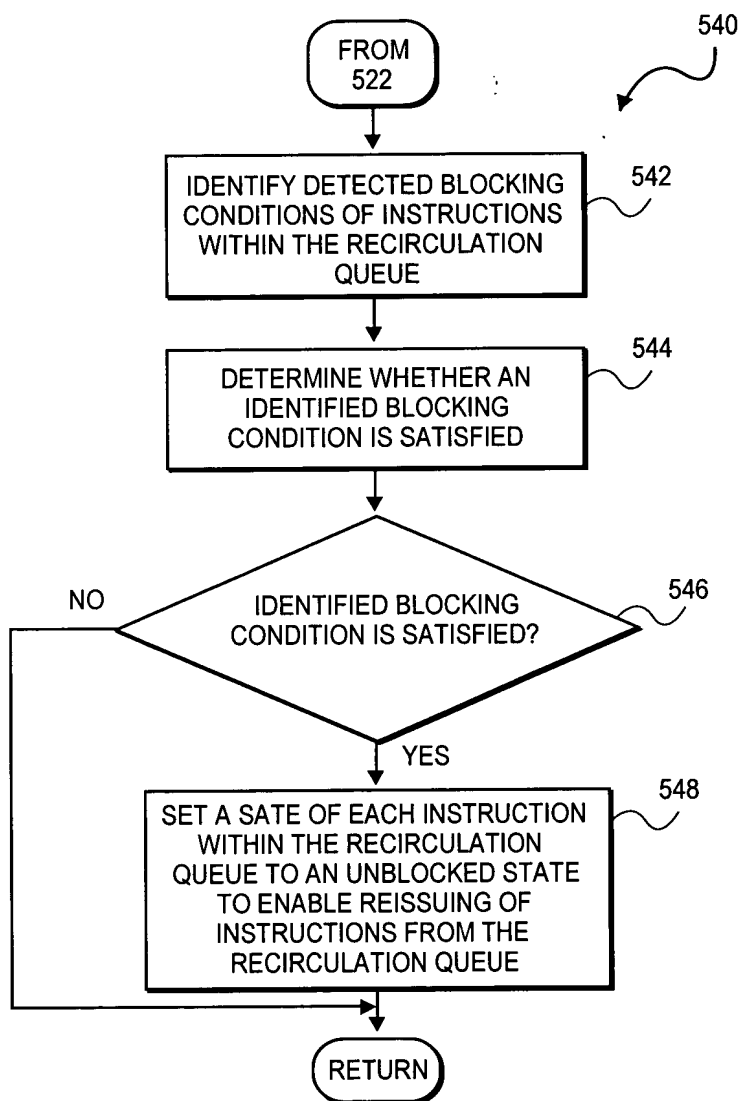 FROM
522
540
IDENTIFY DETECTED BLOCKING
CONDITIONS OF INSTRUCTIONS
WITHIN THE RECIRCULATION
QUEUE
542
DETERMINE WHETHER AN
IDENTIFIED BLOCKING
CONDITION IS SATISFIED
544
IDENTIFIED BLOCKING
CONDITION IS SATISFIED?
546
NO
YES
SET A SATE OF EACH INSTRUCTION
WITHIN THE RECIRCULATION
QUEUE TO AN UNBLOCKED STATE
TO ENABLE REISSUING OF
INSTRUCTIONS FROM THE
RECIRCULATION QUEUE
548
RETURN